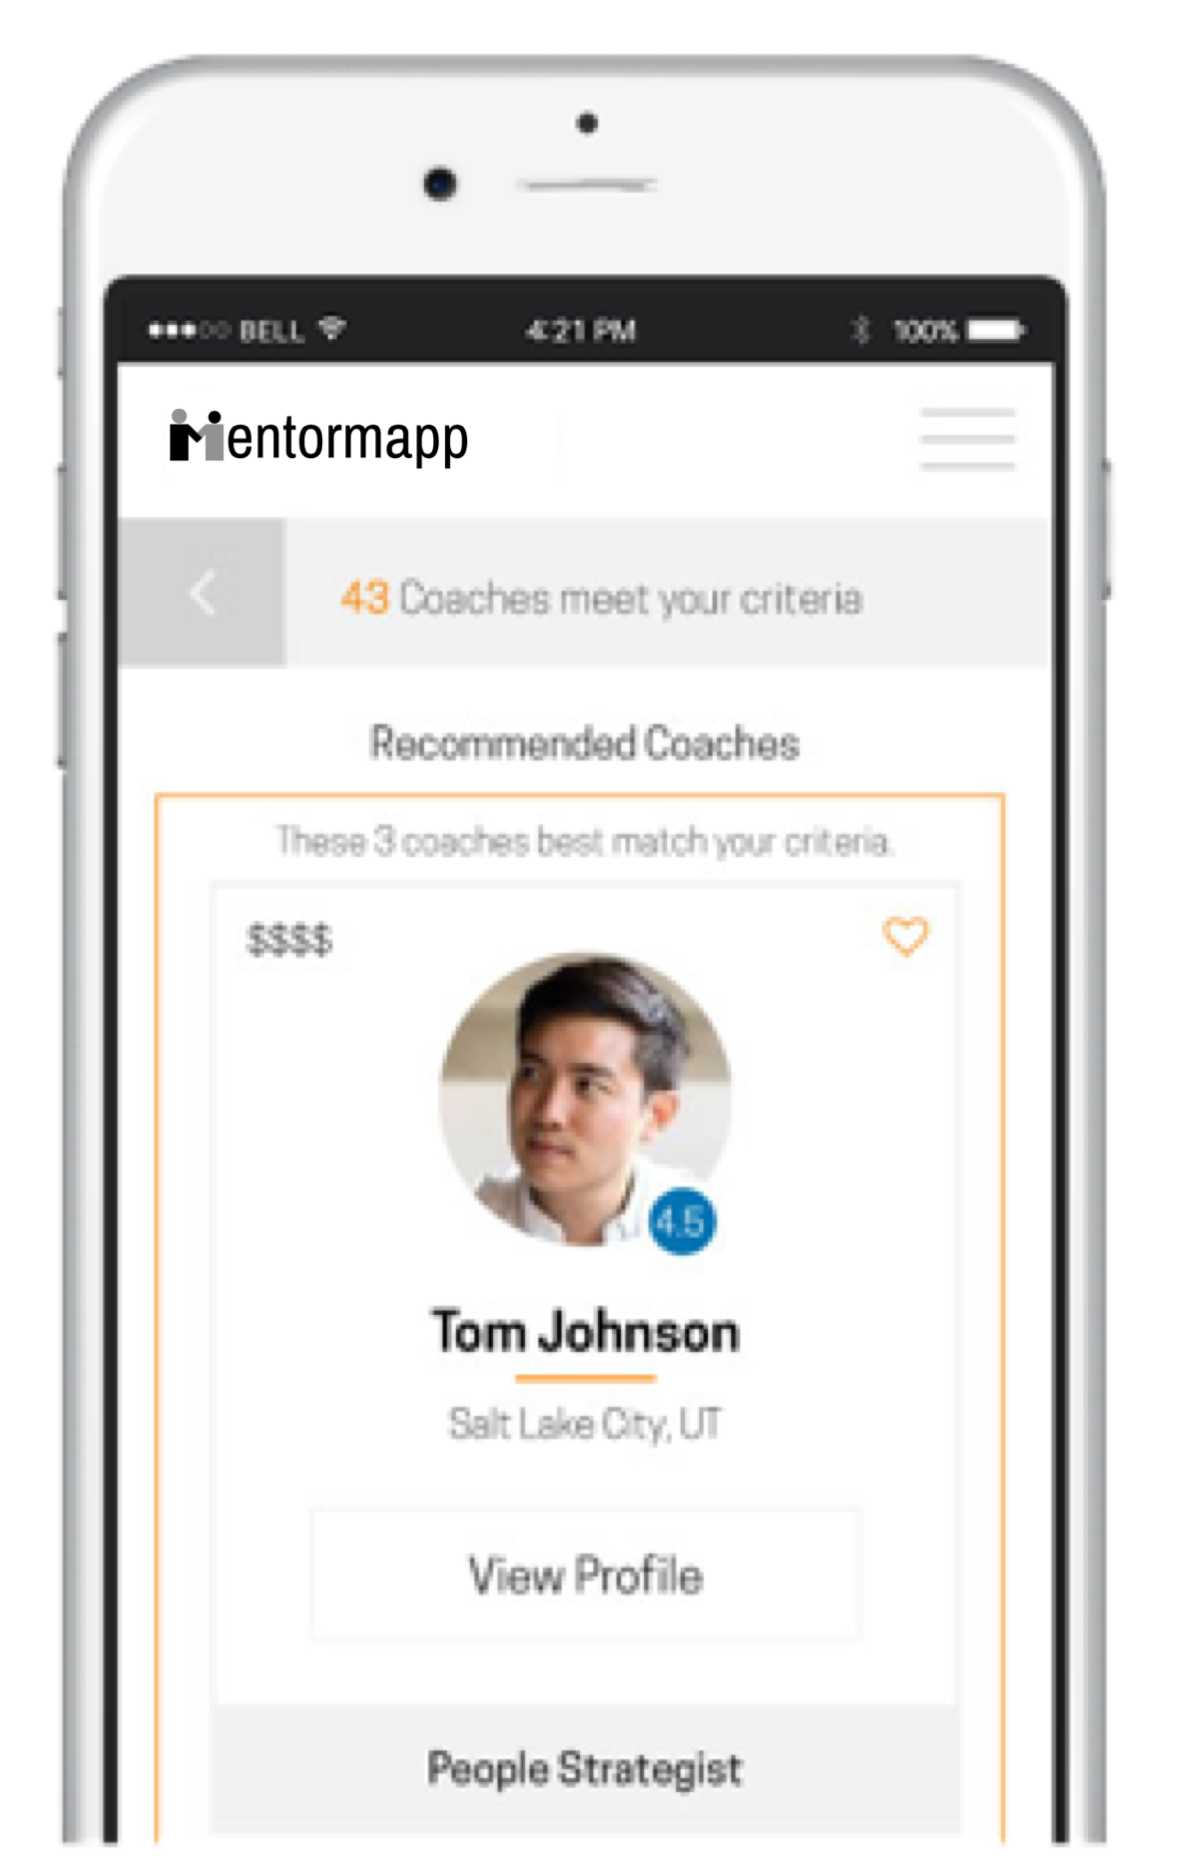 BELL 4:21 PM 100%
Mentormapp
43 Coaches meet your criteria
Recommended Coaches
These 3 coaches best match your criteria.
$$$$
4.5
Tom Johnson
Salt Lake City, UT
View Profile
People Strategist